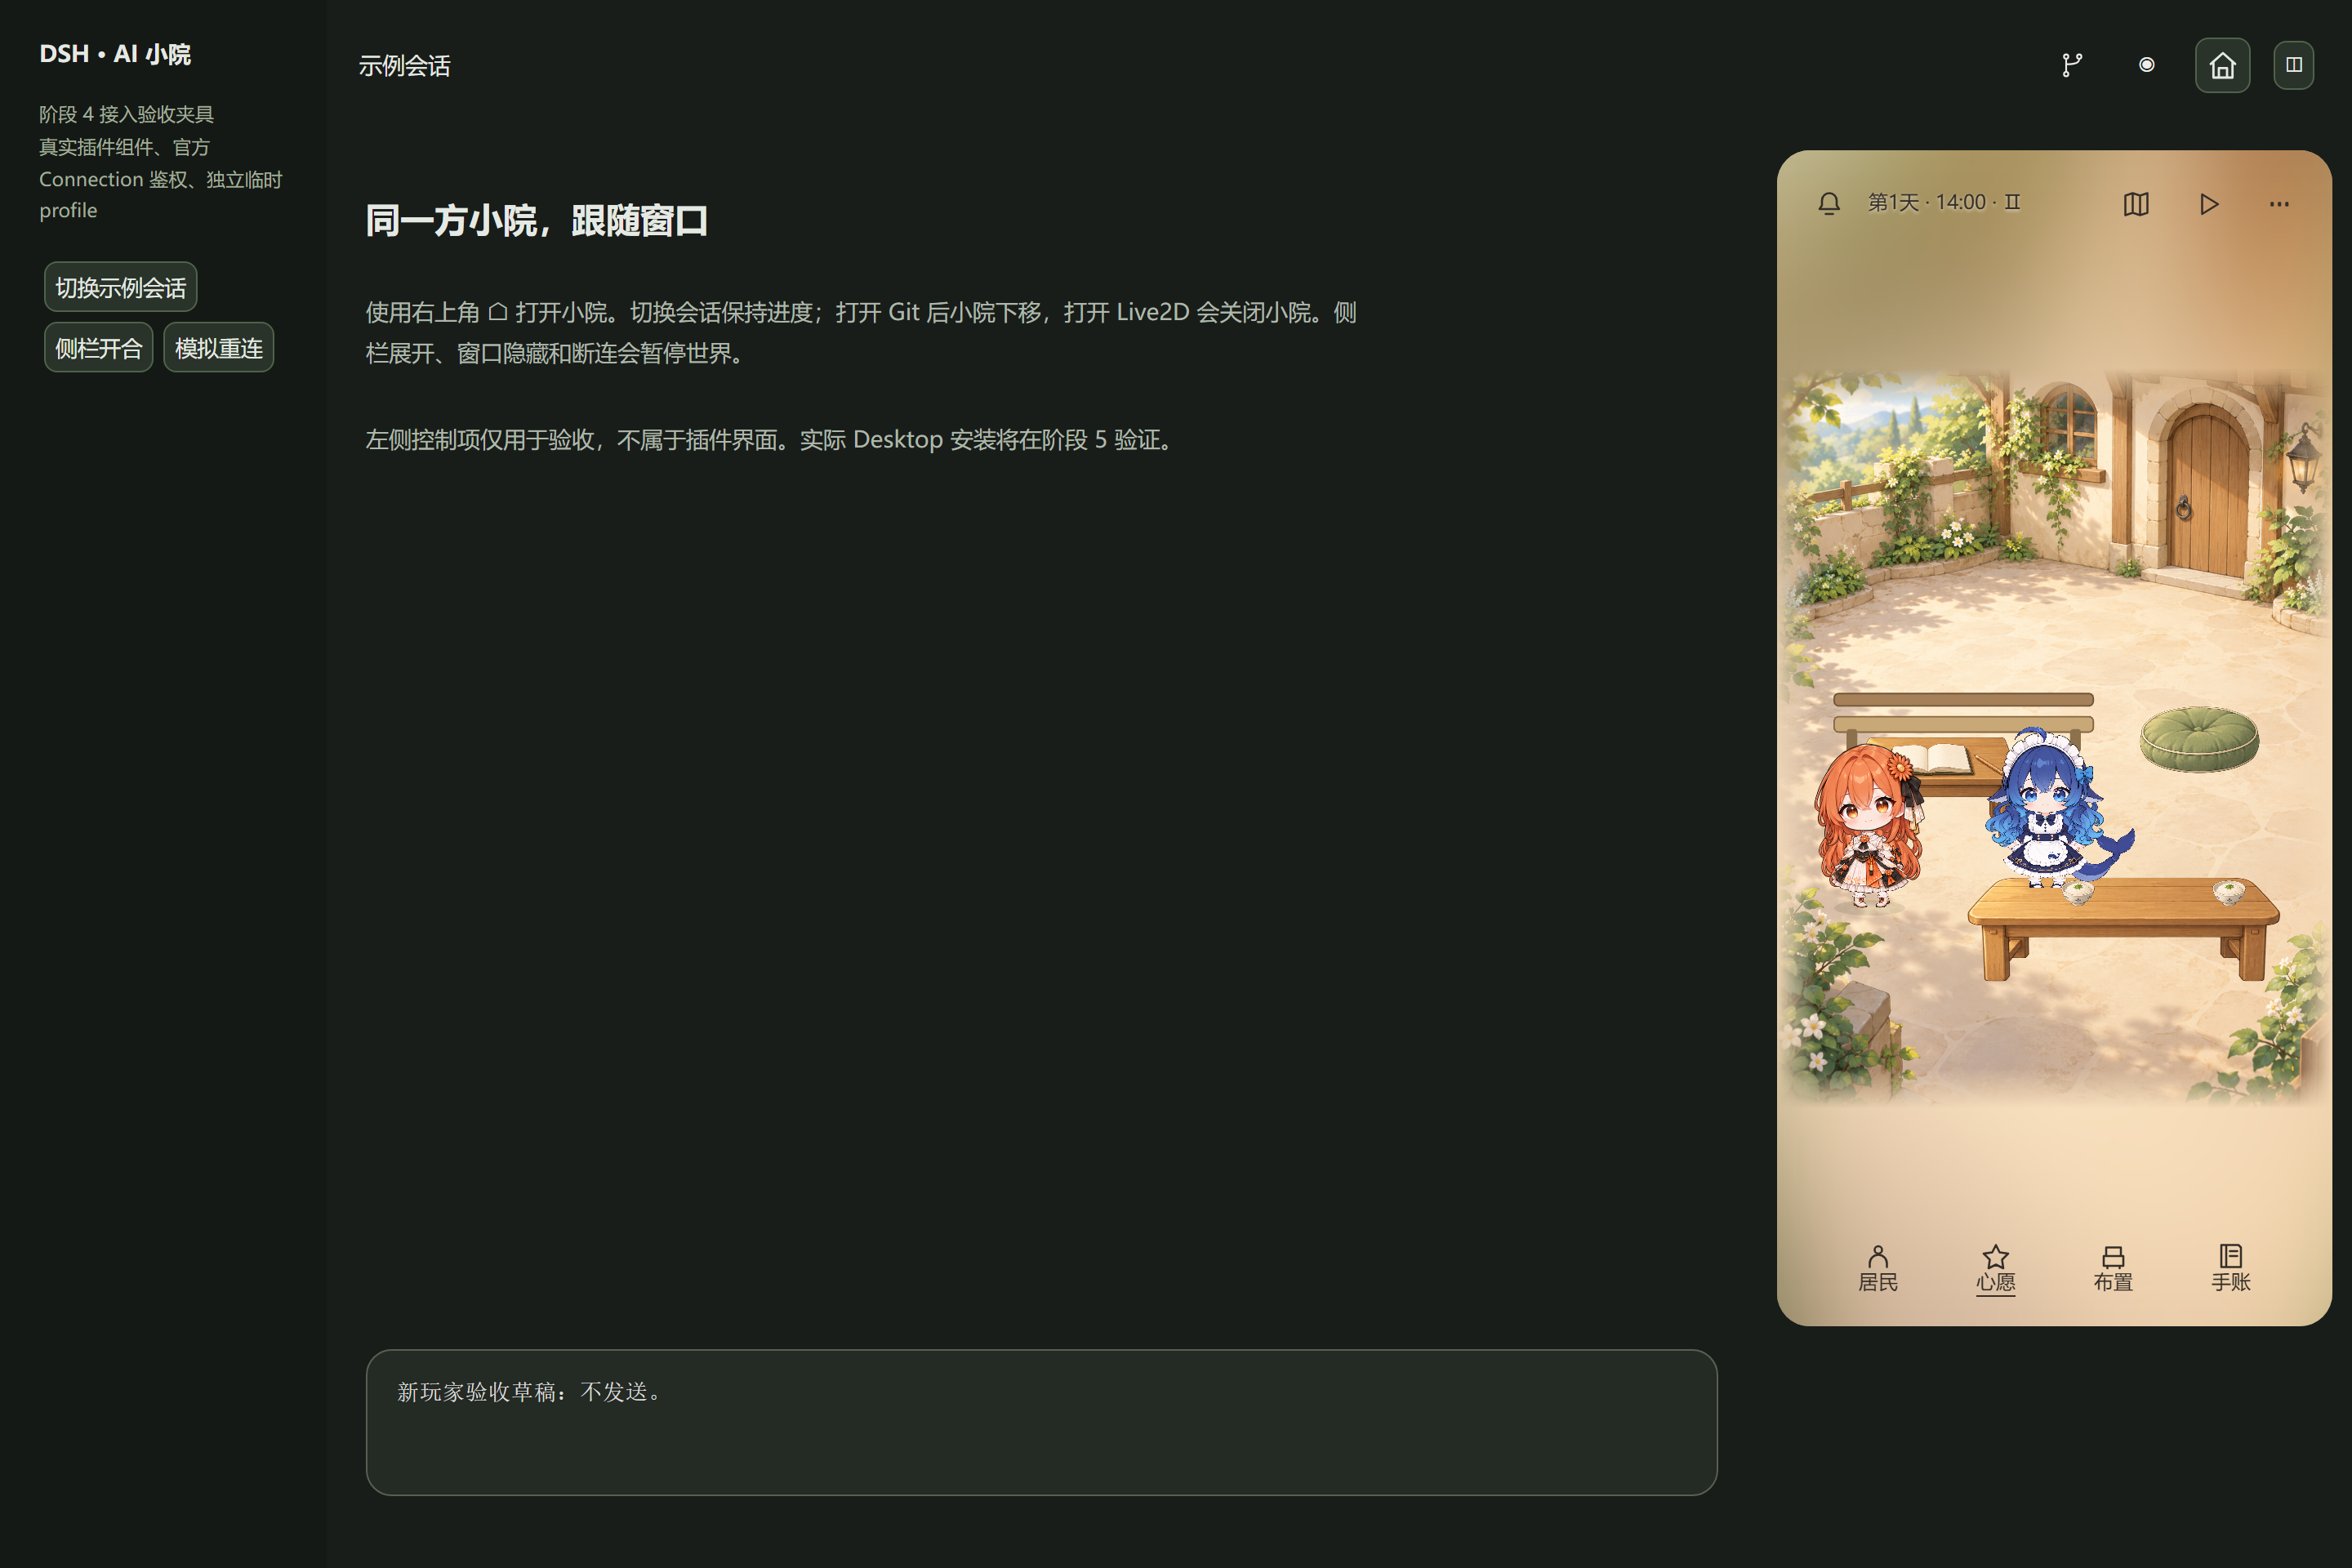 DSH • AI 小院
阶段 4 接入验收夹具
真实插件组件、官方
Connection 鉴权、独立临时
profile
切换示例会话
侧栏开合
模拟重连
示例会话
同一方小院，跟随窗口
使用右上角 ⌂ 打开小院。切换会话保持进度；打开 Git 后小院下移，打开 Live2D 会关闭小院。侧
栏展开、窗口隐藏和断连会暂停世界。
左侧控制项仅用于验收，不属于插件界面。实际 Desktop 安装将在阶段 5 验证。
新玩家验收草稿：不发送。
第1天 · 14:00 · Ⅱ
居民
心愿
布置
手账